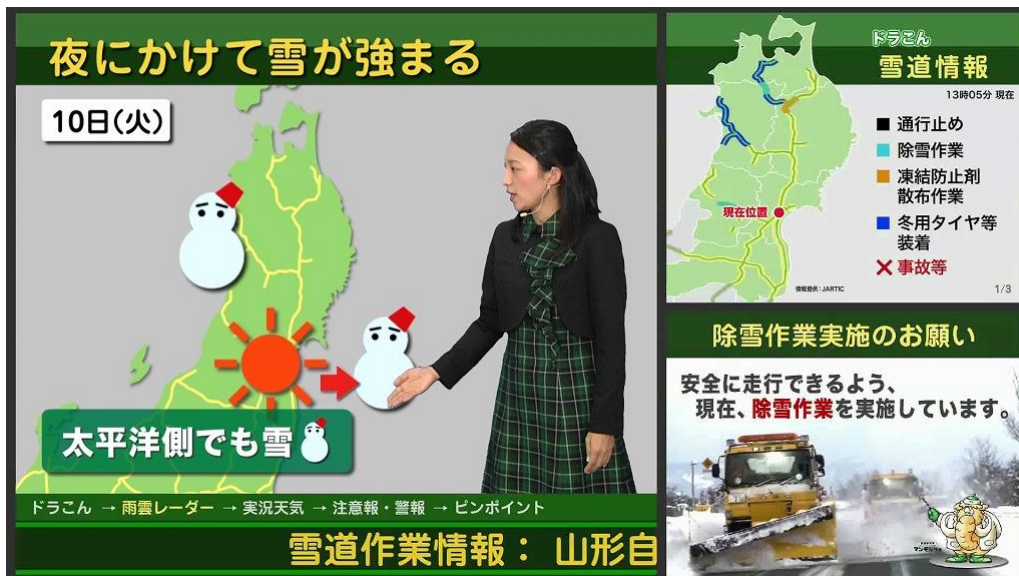 夜にかけて雪が強まる
10日(火)
太平洋側でも雪
ドラこん → 雨雲レーダー → 実況天気 → 注意報・警報 → ピンポイント
雪道作業情報： 山形自
ドラこん
雪道情報
13時05分 現在
通行止め
除雪作業
凍結防止剤
散布作業
冬用タイヤ等
装着
事故等
現在位置
情報提供：JARTIC
1/3
除雪作業実施のお願い
安全に走行できるよう、
現在、除雪作業を実施しています。